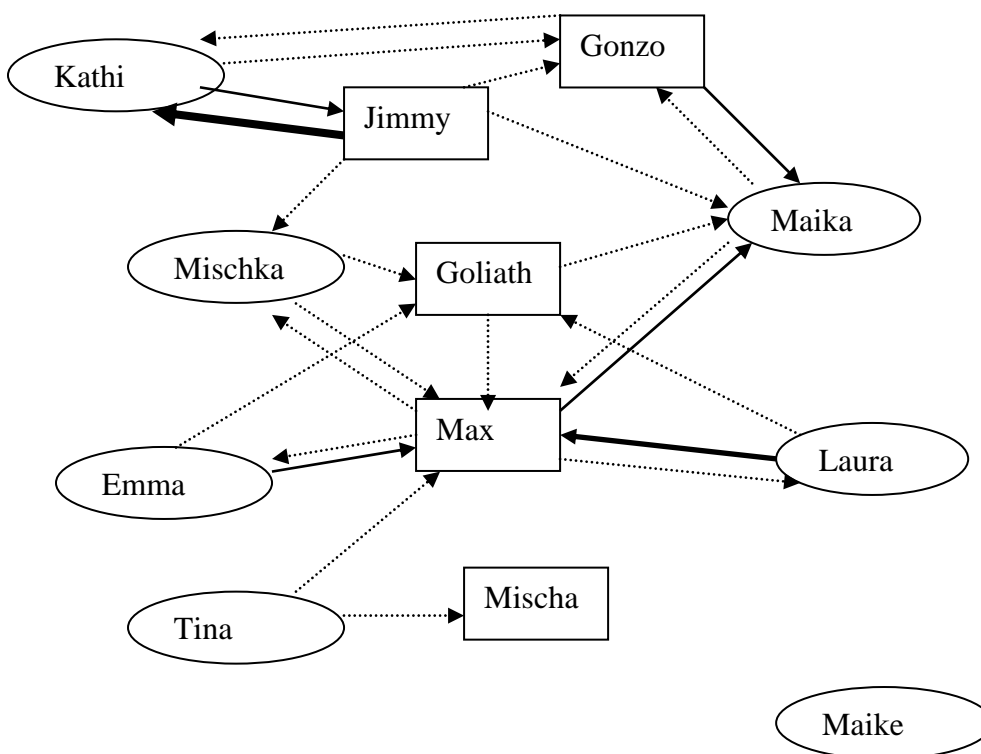 Gonzo
Kathi
Jimmy
Maika
Mischka
Goliath
Max
Emma
Laura
Mischa
Tina
Maike